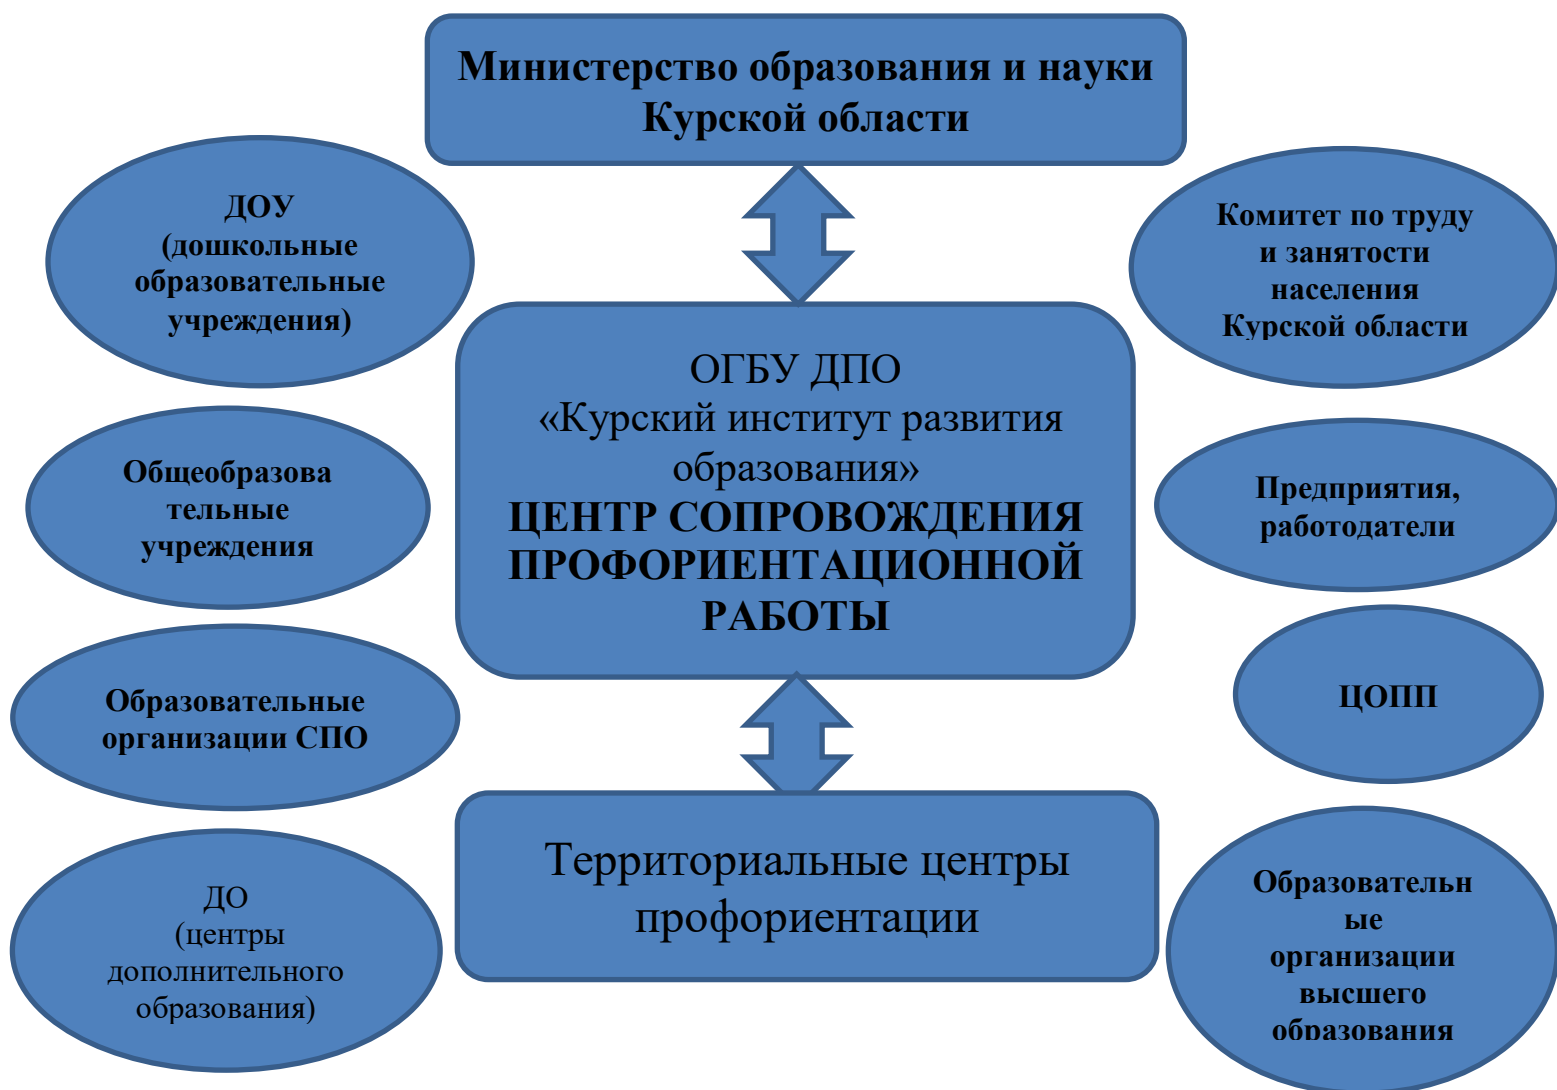 Министерство образования и науки
Курской области
ДОУ
(дошкольные
образовательные
учреждения)
Комитет по труду
и занятости
населения
Курской области
ОГБУ ДПО
«Курский институт развития
образования»
ЦЕНТР СОПРОВОЖДЕНИЯ
ПРОФОРИЕНТАЦИОННОЙ
РАБОТЫ
Общеобразова
тельные
учреждения
Предприятия,
работодатели
Образовательные
организации СПО
ЦОПП
ДО
(центры
дополнительного
образования)
Территориальные центры
профориентации
Образовательн
ые
организации
высшего
образования